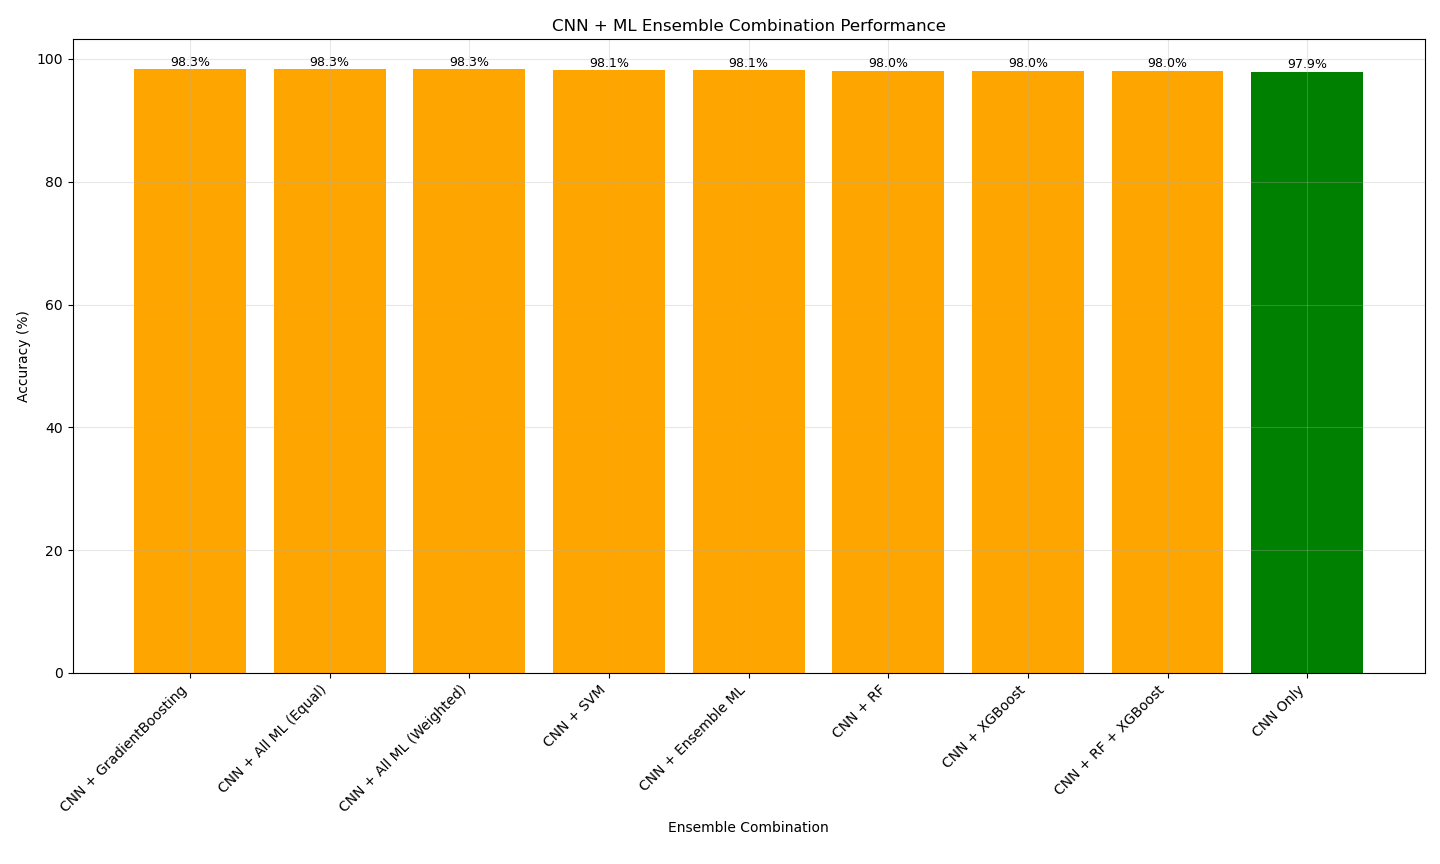 CNN + ML Ensemble Combination Performance
Accuracy (%)
100
80
60
40
20
0
98.3%
98.3%
98.3%
98.1%
98.1%
98.0%
98.0%
98.0%
97.9%
CNN + GradientBoosting
CNN + All ML (Equal)
CNN + All ML (Weighted)
CNN + SVM
CNN + Ensemble ML
CNN + RF
CNN + XGBoost
CNN + RF + XGBoost
CNN Only
Ensemble Combination